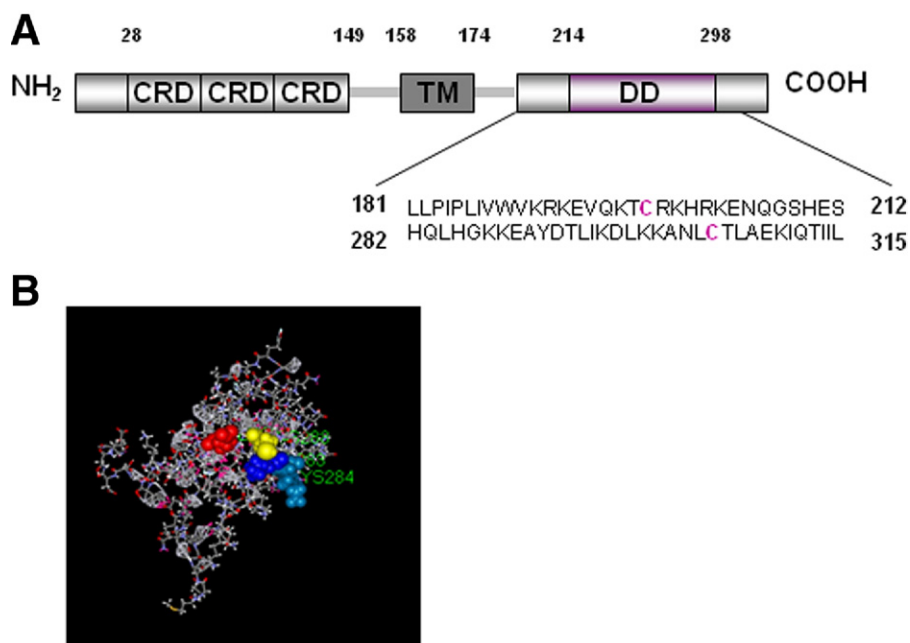 A
28 149 158 174 214 298
NH2 CRD CRD CRD TM DD COOH
181 LLPIPLIVWVKRKEVQKTCRKHRKENQGSHES 212
282 HQLHGKKEAYDTLIKDLKKANLCTLAEKIQTIIL 315
B
YS284